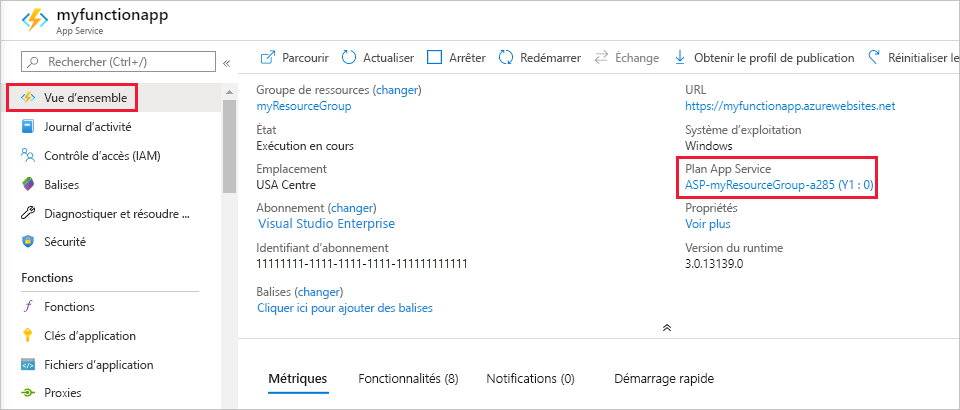 myfunctionapp
App Service
Rechercher (Ctrl+/)
«
Vue d'ensemble
Journal d'activité
Contrôle d'accès (IAM)
Balises
Diagnostiquer et résoudre ...
Sécurité
Fonctions
Fonctions
Clés d'application
Fichiers d'application
Proxies
Parcourir Actualiser Arrêter Redémarrer Échange Obtenir le profil de publication Réinitialiser le
Groupe de ressources (changer)
myResourceGroup
État
Exécution en cours
Emplacement
USA Centre
Abonnement (changer)
Visual Studio Enterprise
Identifiant d'abonnement
11111111-1111-1111-1111-111111111111
Balises (changer)
Cliquer ici pour ajouter des balises
URL
https://myfunctionapp.azurewebsites.net
Système d'exploitation
Windows
Plan App Service
ASP-myResourceGroup-a285 (Y1 : 0)
Propriétés
Voir plus
Version du runtime
3.0.13139.0
Métriques Fonctionnalités (8) Notifications (0) Démarrage rapide